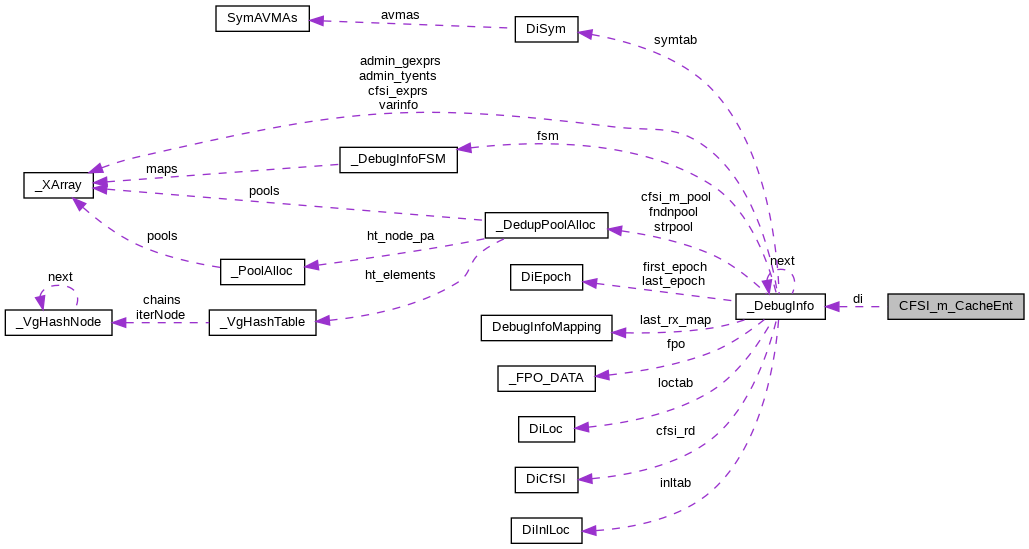 SymAVMAs
avmas
DiSym
symtab
admin_gexprs
admin_tyents
cfsi_exprs
varinfo
fsm
_DebugInfoFSM
maps
_XArray
pools
cfsi_m_pool
fndnpool
strpool
_DedupPoolAlloc
ht_node_pa
pools
_PoolAlloc
ht_elements
next
next
first_epoch
last_epoch
DiEpoch
chains
iterNode
_VgHashNode
_VgHashTable
DebugInfoMapping
last_rx_map
_DebugInfo
di
CFSI_m_CacheEnt
fpo
_FPO_DATA
loctab
DiLoc
cfsi_rd
DiCfSI
inltab
DiInlLoc